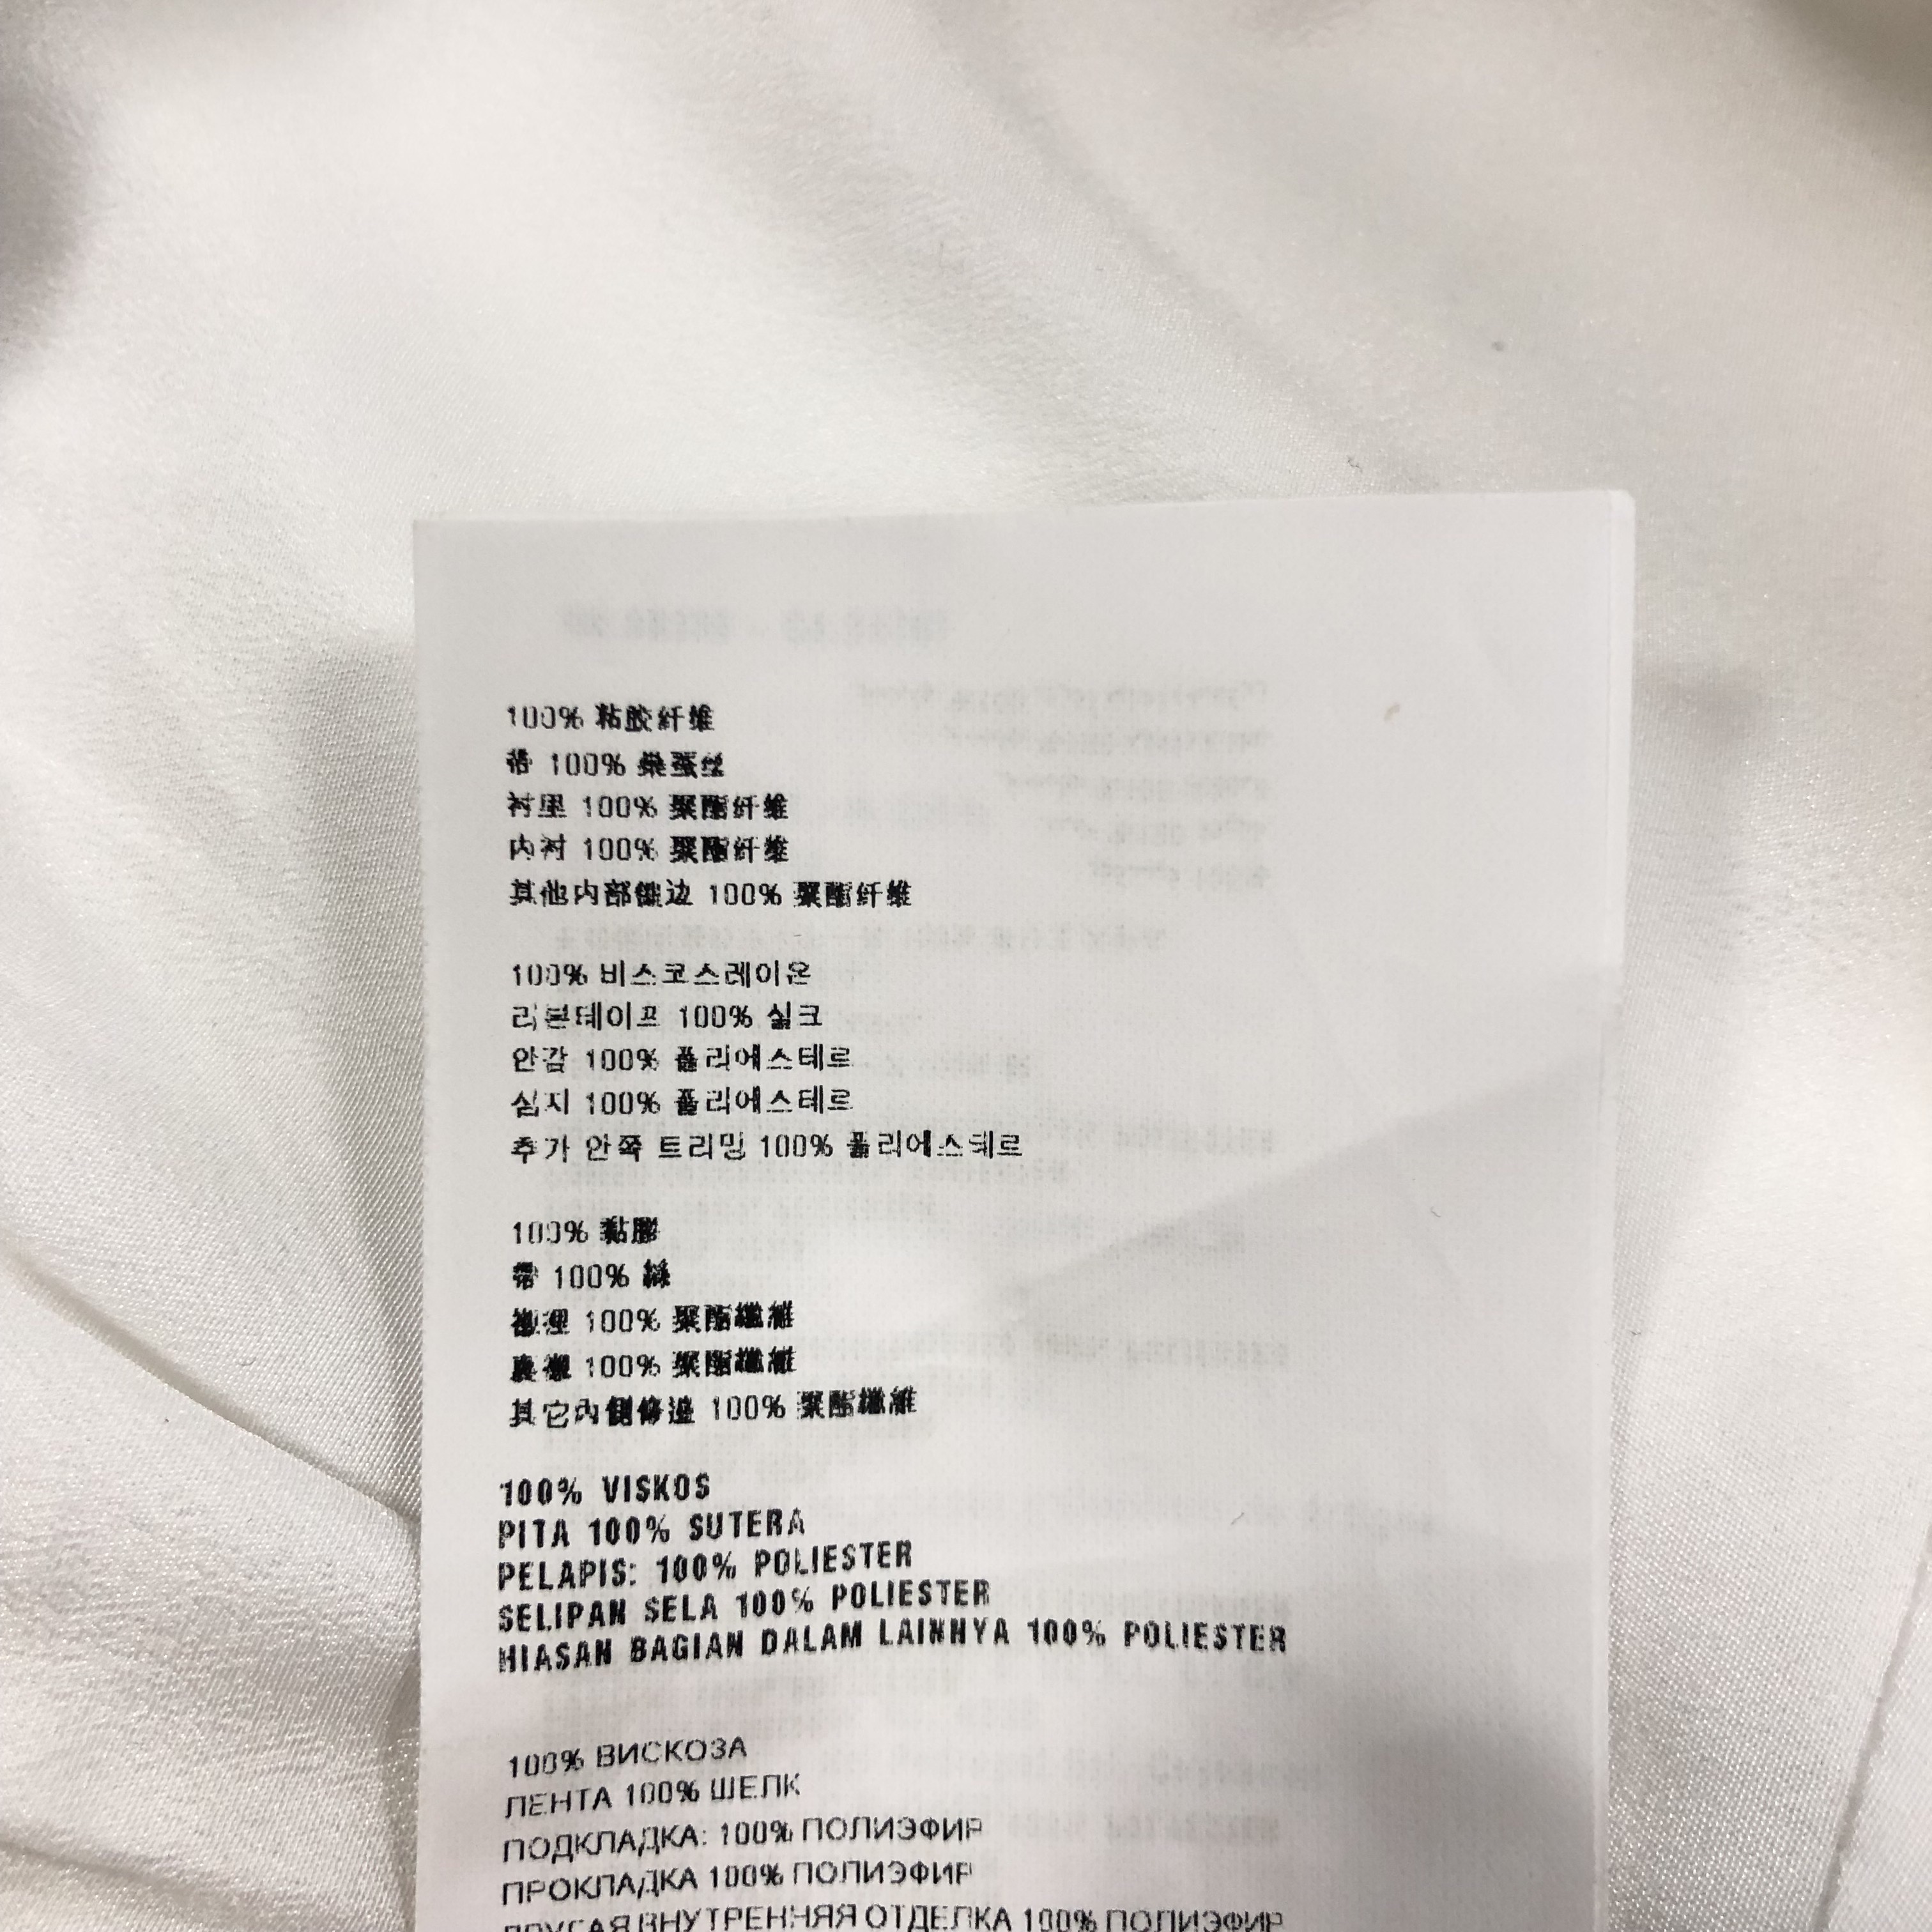 100% 粘胶纤维
带 100% 桑蚕丝
衬里 100% 聚酯纤维
内衬 100% 聚酯纤维
其他内部镶边 100% 聚酯纤维
100% 비스코스레이온
리본테이프 100% 실크
안감 100% 폴리에스테르
심지 100% 폴리에스테르
추가 안쪽 트리밍 100% 폴리에스테르
100% 黏膠
帶 100% 絲
襯裡 100% 聚酯纖維
裏襯 100% 聚酯纖維
其它內側修邊 100% 聚酯纖維
100% VISKOS
PITA 100% SUTERA
PELAPIS: 100% POLIESTER
SELIPAN SELA 100% POLIESTER
HIASAN BAGIAN DALAM LAINNYA 100% POLIESTER
100% ВИСКОЗА
ЛЕНТА 100% ШЕЛК
ПОДКЛАДКА: 100% ПОЛИЭФИР
ПРОКЛАДКА 100% ПОЛИЭФИР
ДРУГАЯ ВНУТРЕННЯЯ ОТДЕЛКА 100% ПОЛИЭФИР